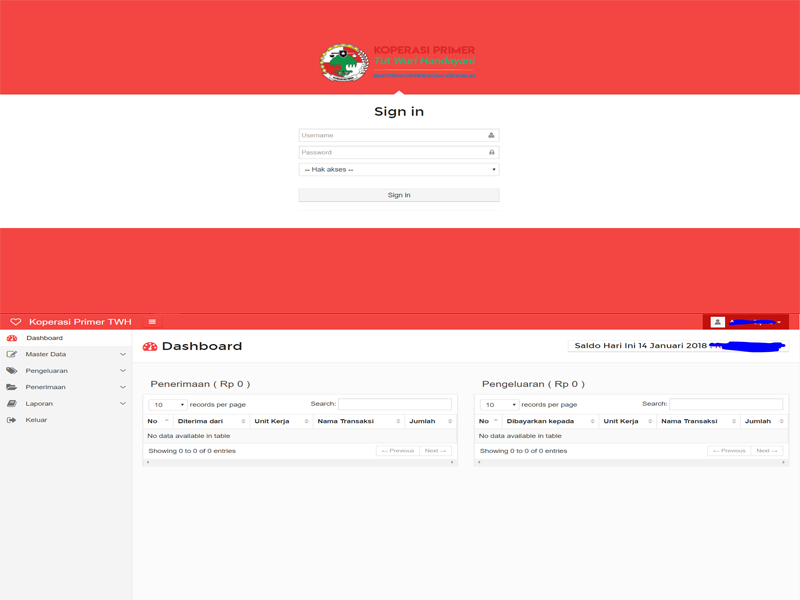 KOPERASI PRIMER
Tut Wuri Handayani
Sign in
Username
Password
-- Hak akses --
Sign In
Koperasi Primer TWH
Dashboard
Master Data
Pengeluaran
Penerimaan
Laporan
Keluar
Dashboard
Saldo Hari Ini 14 Januari 2018
Penerimaan ( Rp 0 )
10 records per page Search:
No Diterima dari Unit Kerja Nama Transaksi Jumlah
No data available in table
Showing 0 to 0 of 0 entries
← Previous Next →
Pengeluaran ( Rp 0 )
10 records per page Search:
No Dibayarkan kepada Unit Kerja Nama Transaksi Jumlah
No data available in table
Showing 0 to 0 of 0 entries
← Previous Next →